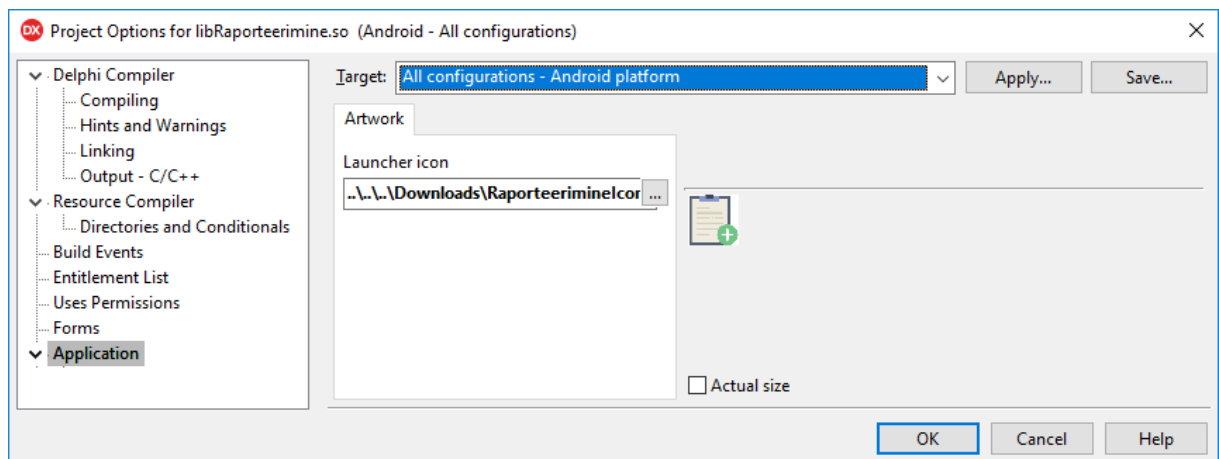 DX Project Options for libRaporteerimine.so (Android - All configurations)
Delphi Compiler
Compiling
Hints and Warnings
Linking
Output - C/C++
Resource Compiler
Directories and Conditionals
Build Events
Entitlement List
Uses Permissions
Forms
Application
Target: All configurations - Android platform
Apply...
Save...
Artwork
Launcher icon
..\..\..\Downloads\RaporteerimineIcor ...
Actual size
OK
Cancel
Help